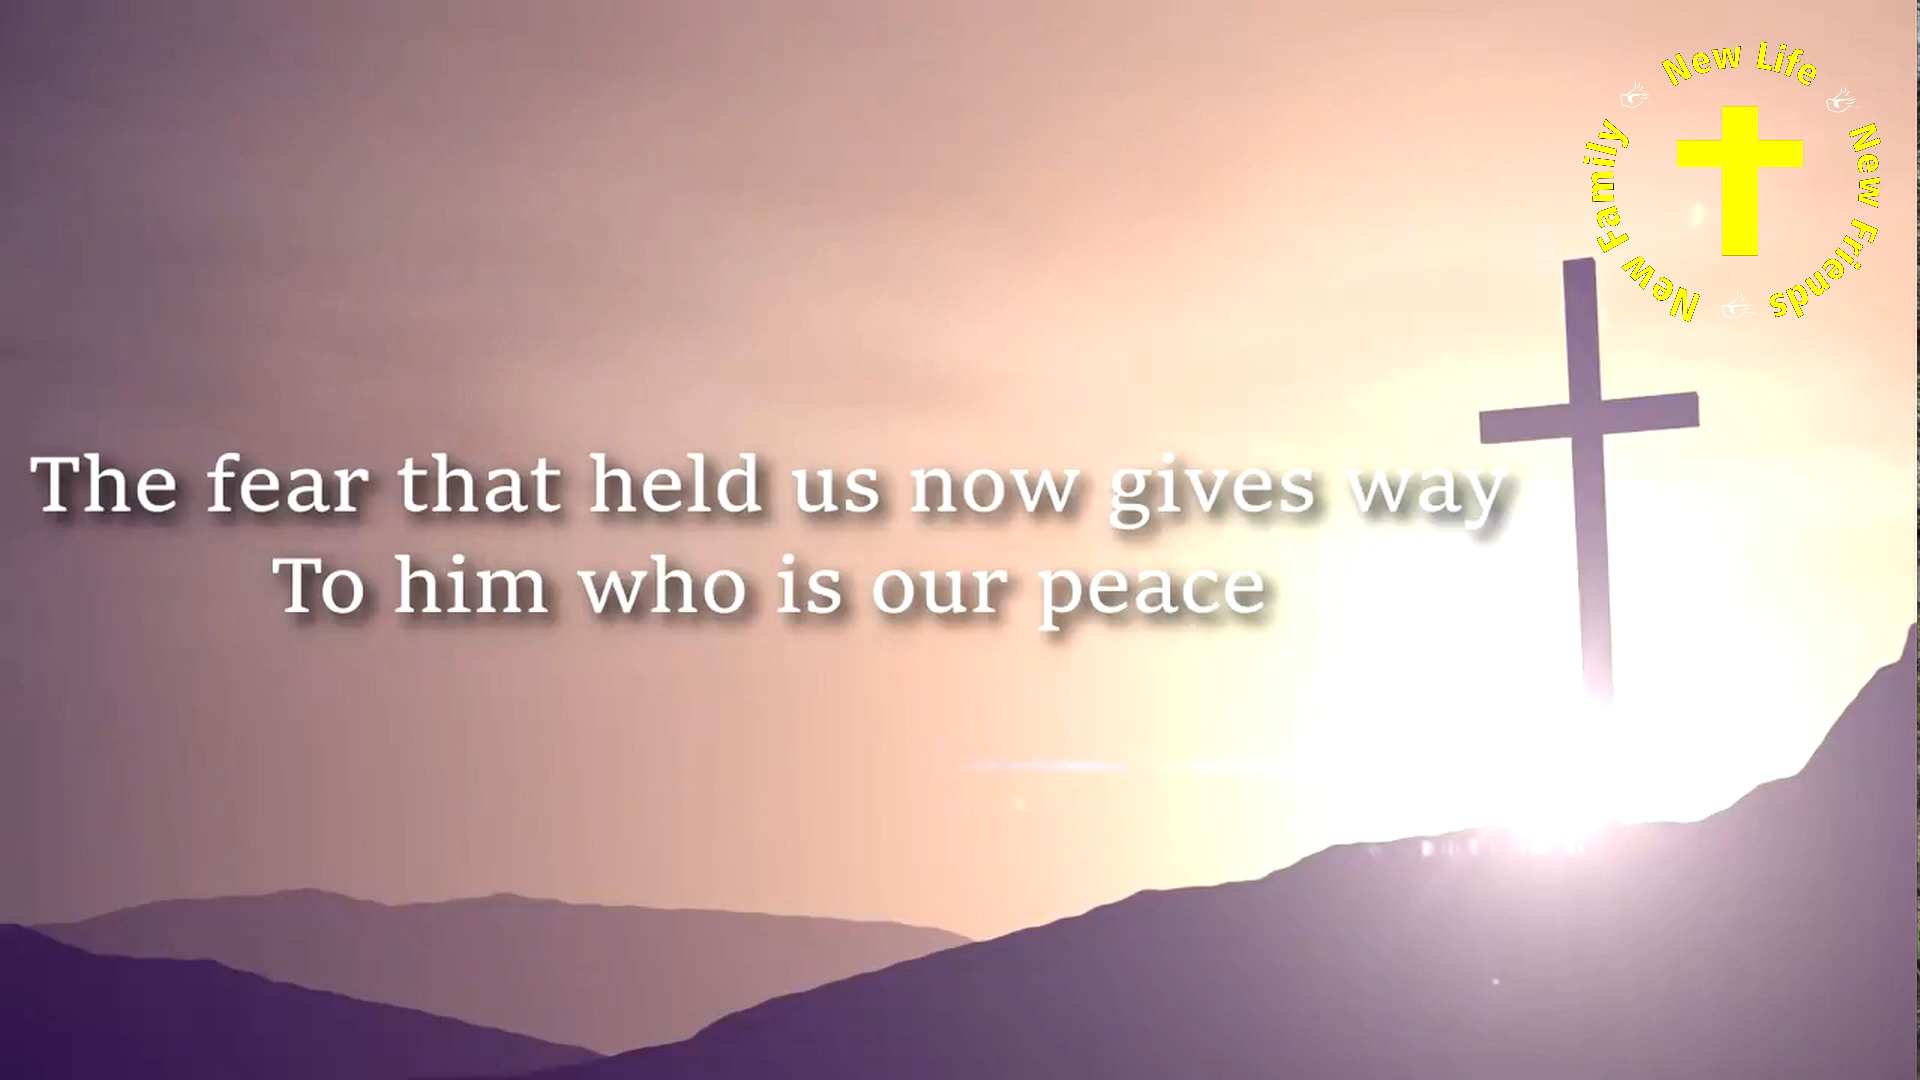 New Life
New Friends
New Family
The fear that held us now gives way
To him who is our peace